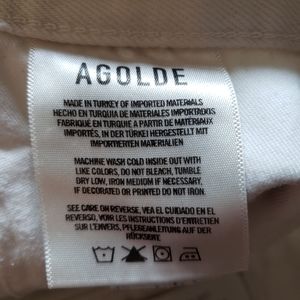 AGOLDE
MADE IN TURKEY OF IMPORTED MATERIALS
HECHO EN TURQUIA DE MATERIALES IMPORTADOS
FABRIQUÉ EN TURQUIE A PARTIR DE MATÉRIAUX
IMPORTÉS, IN DER TÜRKEI HERGESTELLT MIT
IMPORTIERTEN MATERIALIEN
MACHINE WASH COLD INSIDE OUT WITH
LIKE COLORS, DO NOT BLEACH, TUMBLE
DRY LOW, IRON MEDIUM IF NECESSARY,
IF DECORATED OR PRINTED DO NOT IRON.
SEE CARE ON REVERSE, VEA EL CUIDADO EN EL
REVERSO, VOIR LES INSTRUCTIONS D'ENTRETIEN
SUR L'ENVERS, PFLEGEANLEITUNG AUF DER
RÜCKSEITE